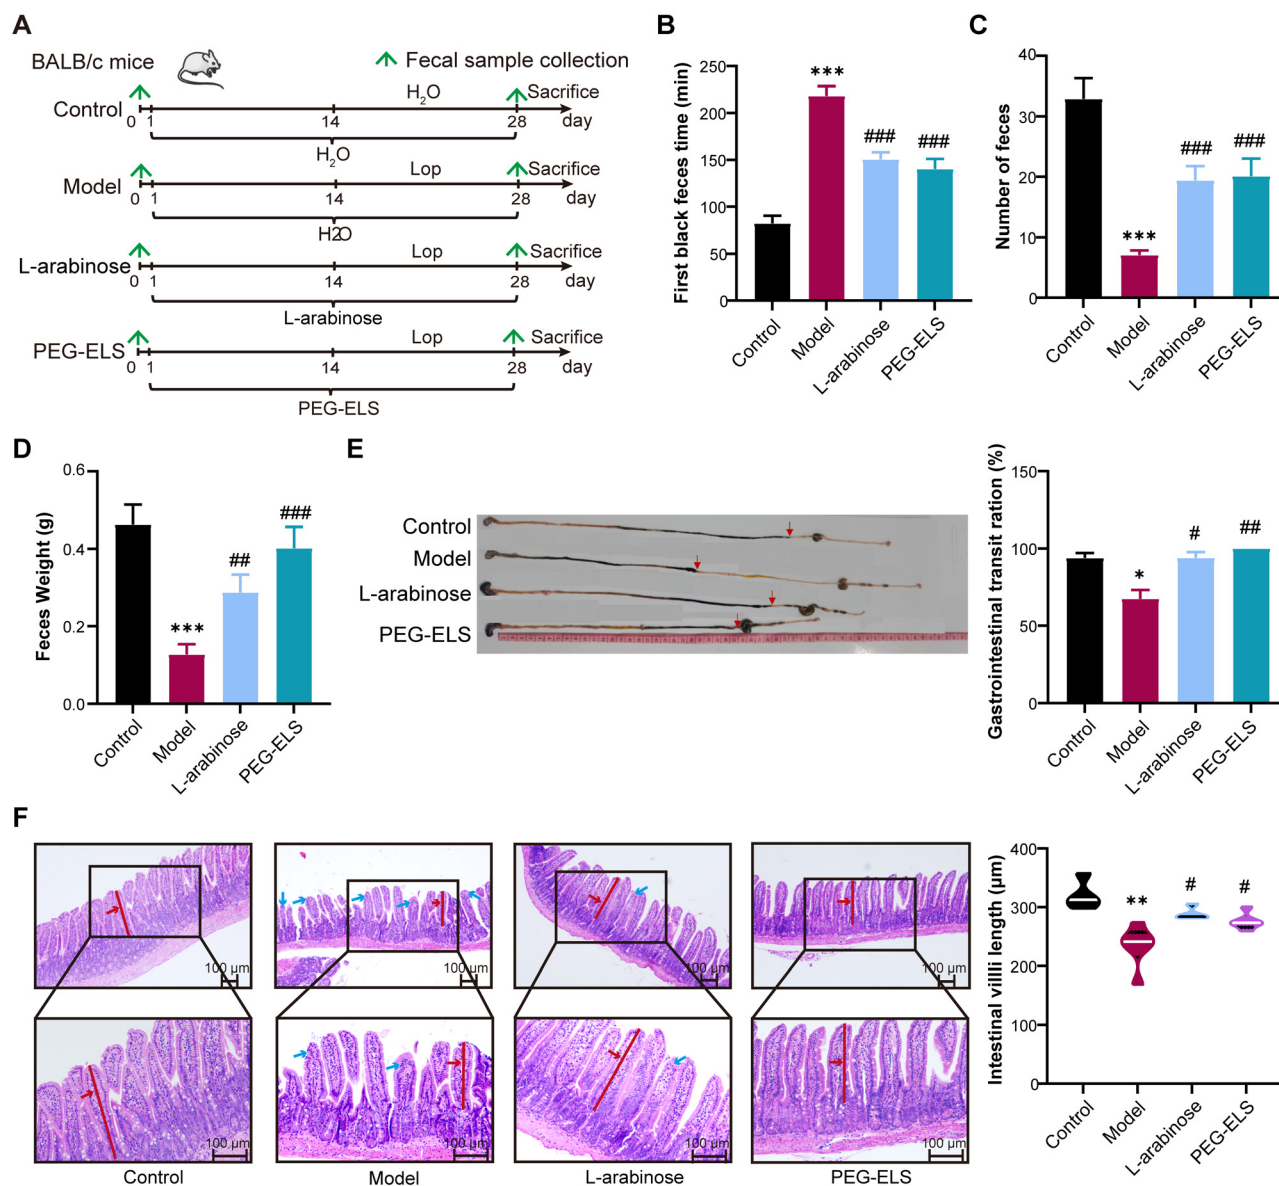 A
BALB/c mice
Fecal sample collection
Control
H2O
Sacrifice
0 1 14 28 day
H2O
Model
Lop
Sacrifice
0 1 14 28 day
H2O
L-arabinose
Lop
Sacrifice
0 1 14 28 day
L-arabinose
PEG-ELS
Lop
Sacrifice
0 1 14 28 day
PEG-ELS
B
First black feces time (min)
250
200
150
100
50
0
***
###
###
Control
Model
L-arabinose
PEG-ELS
C
Number of feces
40
30
20
10
0
***
###
###
Control
Model
L-arabinose
PEG-ELS
D
Feces Weight (g)
0.6
0.4
0.2
0.0
***
##
###
Control
Model
L-arabinose
PEG-ELS
E
Control
Model
L-arabinose
PEG-ELS
Gastrointestinal transit ration (%)
150
100
50
0
*
#
##
Control
Model
L-arabinose
PEG-ELS
F
100 μm
100 μm
100 μm
100 μm
100 μm
100 μm
100 μm
100 μm
Control
Model
L-arabinose
PEG-ELS
Intestinal villi length (μm)
400
300
200
100
0
**
#
#
Control
Model
L-arabinose
PEG-ELS